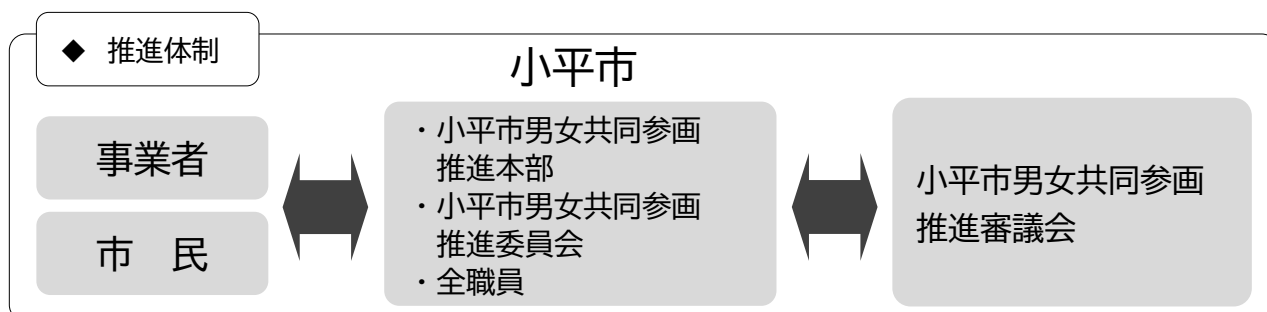 ◆ 推進体制
小平市
事業者
市 民
・小平市男女共同参画
推進本部
・小平市男女共同参画
推進委員会
・全職員
小平市男女共同参画
推進審議会